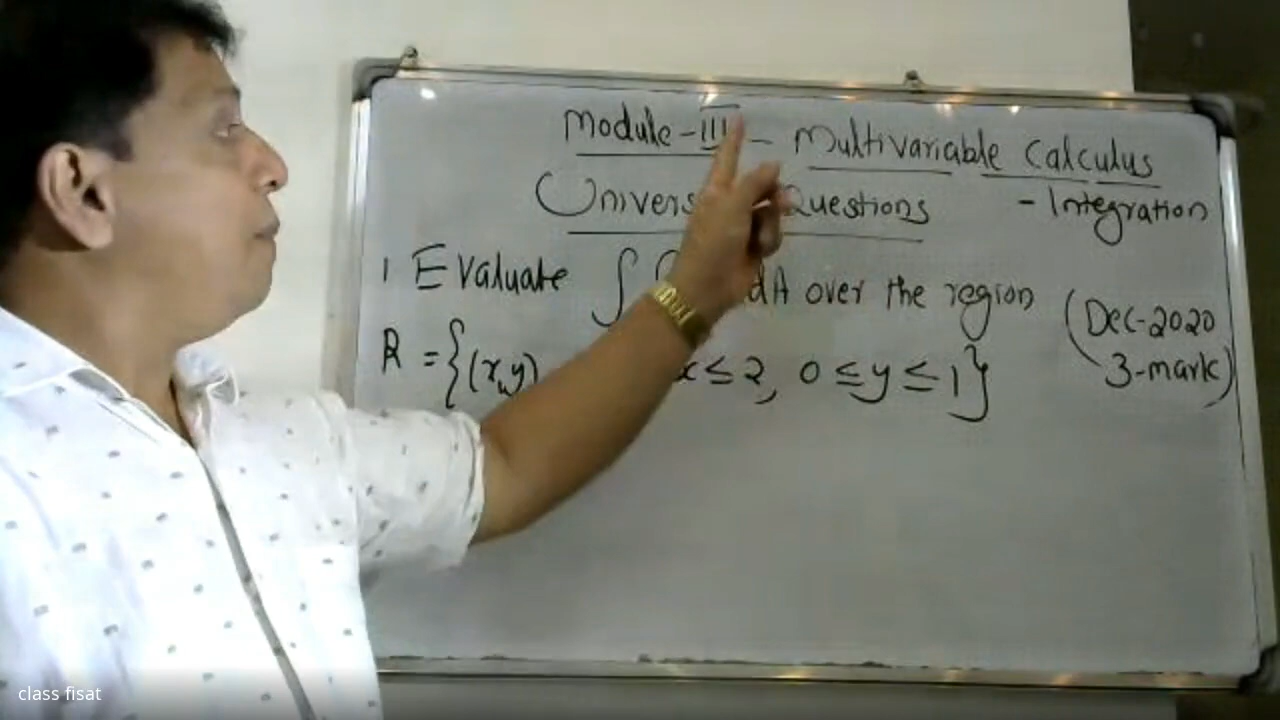 Module - III - Multivariable Calculus
Questions - Integration
1 Evaluate ∫ dA over the region
R = {(x,y) x ≤ 2, 0 ≤ y ≤ 1}
(Dec-2020
3-mark)
class fisat